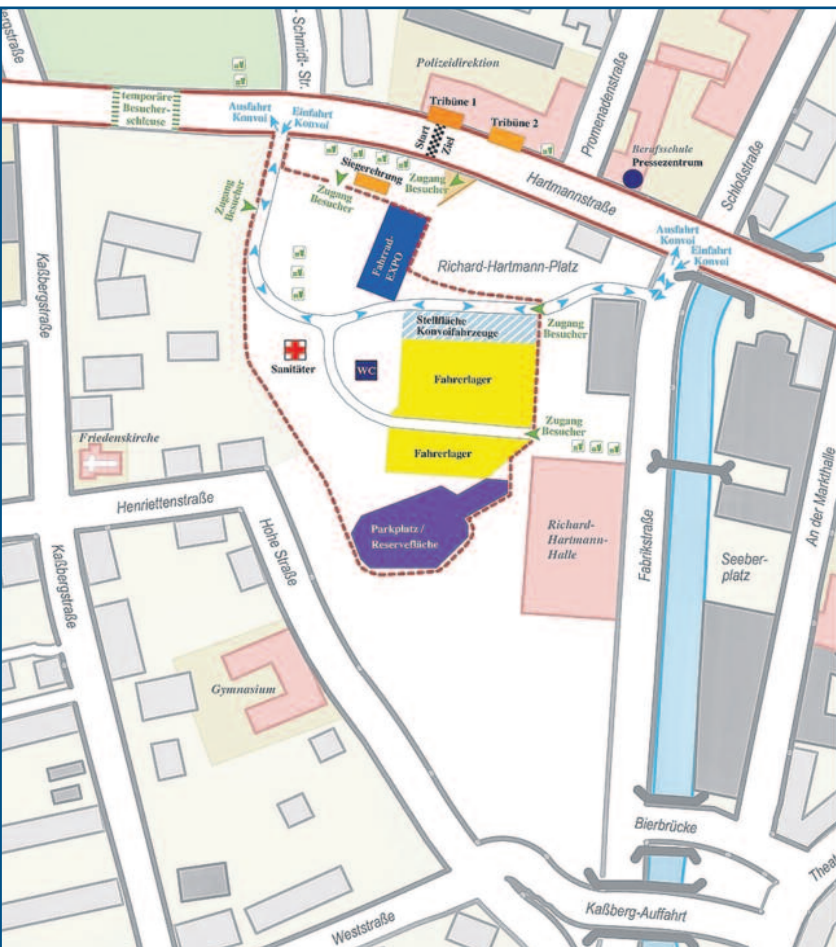 ergstraße
- Schmidt- Str.
Polizeidirektion
Promenadenstraße
temporäre
Besucher-
schleuse
Ausfahrt
Konvoi
Einfahrt
Konvoi
Tribüne 1
Start
Ziel
Tribüne 2
Berufsschule
Pressezentrum
Schloßstraße
Siegerehrung
Zugang
Besucher
Zugang
Besucher
Zugang
Besucher
Hartmannstraße
Ausfahrt
Konvoi
Einfahrt
Konvoi
Fahrrad-
EXPO
Richard-Hartmann-Platz
Kaßbergstraße
Stellfläche
Konvoifahrzeuge
Zugang
Besucher
Sanitäter
WC
Fahrerlager
Zugang
Besucher
Friedenskirche
Fahrerlager
Henriettenstraße
Hohe Straße
Parkplatz /
Reservefläche
Richard-
Hartmann-
Halle
Fabrikstraße
Seeber-
platz
An der Markthalle
Kaßbergstraße
Gymnasium
Bierbrücke
Theat
Kaßberg-Auffahrt
Weststraße